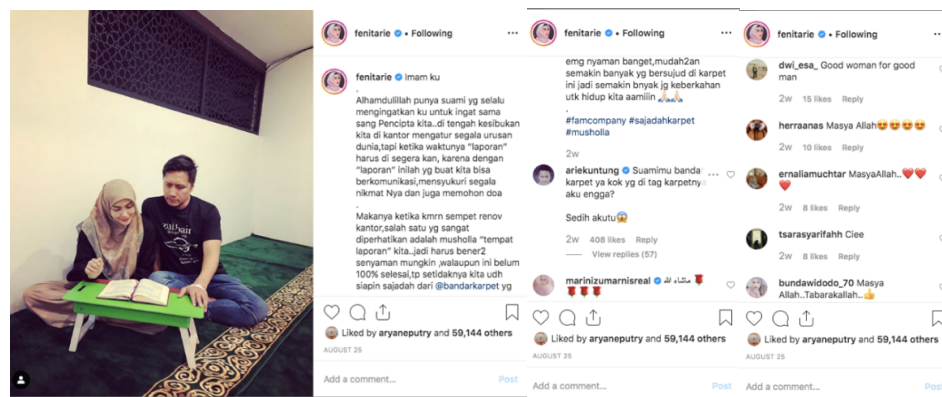 fenitarie • Following
fenitarie Imam ku
.
Alhamdulillah punya suami yg selalu
mengingatkan ku untuk ingat sama
sang Pencipta kita..di tengah kesibukan
kita di kantor mengatur segala urusan
dunia,tapi ketika waktunya “laporan”
harus di segera kan, karena dengan
“laporan” inilah yg buat kita bisa
berkomunikasi,mensyukuri segala
nikmat Nya dan juga memohon doa
.
Makanya ketika kmrn sempet renov
kantor,salah satu yg sangat
diperhatikan adalah musholla “tempat
laporan” kita..jadi harus bener2
senyaman mungkin ,walaupun ini belum
100% selesai,tp setidaknya kita udh
siapin sajadah dari @bandarkarpet yg
Liked by aryaneputry and 59,144 others
AUGUST 25
Add a comment... Post
fenitarie • Following
emg nyaman banget,mudah2an
semakin banyak yg bersujud di karpet
ini jadi semakin bnyak jg keberkahan
utk hidup kita aamiiin 🙏🏻🙏🏻
.
#famcompany #sajadahkarpet
#musholla
2w
ariekuntung Suamimu bandar
karpet ya kok yg di tag karpetnya
aku engga?
Sedih akutu😱
2w 408 likes Reply
View replies (57)
marinizumarnisreal ماشاء الله 🌹
🌹🌹🌹
Liked by aryaneputry and 59,144 others
AUGUST 25
Add a comment... Post
fenitarie • Following
dwi_esa_ Good woman for good
man
2w 15 likes Reply
herraanas Masya Allah😍😍😍😍
2w 10 likes Reply
ernaliamuchtar MasyaAllah..❤️❤️
❤️
2w 8 likes Reply
tsarasyarifahh Ciee
2w 8 likes Reply
bundawidodo_70 Masya
Allah..Tabarakallah..👍
Liked by aryaneputry and 59,144 others
AUGUST 25
Add a comment... Post